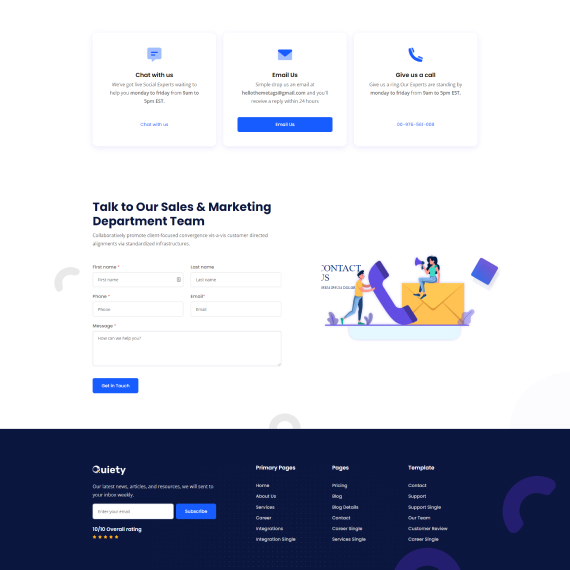 Chat with us
We've got live Social Experts waiting to
help you monday to friday from 9am to
5pm EST.
Chat with us
Email Us
Simple drop us an email at
hellothemetags@gmail.com and you'll
receive a reply within 24 hours
Email Us
Give us a call
Give us a ring.Our Experts are standing by
monday to friday from 9am to 5pm EST.
Talk to Our Sales & Marketing
Department Team
Collaboratively promote client-focused convergence vis-a-vis customer directed
alignments via standardized infrastructures.
First name *
Last name
First name
Last name
Phone *
Email*
Phone
Email
Message *
How can we help you?
Get in Touch
CONTACT
US
Quiety
Our latest news, articles, and resources, we will sent to
your inbox weekly.
Enter your email
Subscribe
10/10 Overall rating
Primary Pages
Home
About Us
Services
Career
Integrations
Integration Single
Pages
Pricing
Blog
Blog Details
Contact
Career Single
Services Single
Template
Contact
Support
Support Single
Our Team
Customer Review
Career Single